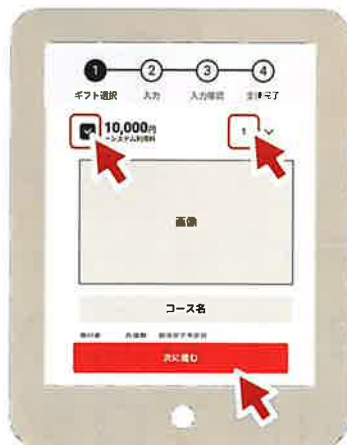 1 2 3 4
ギフト選択 入力 入力確認
10,000円
+システム利用料
1
画像
コース名
次に進む